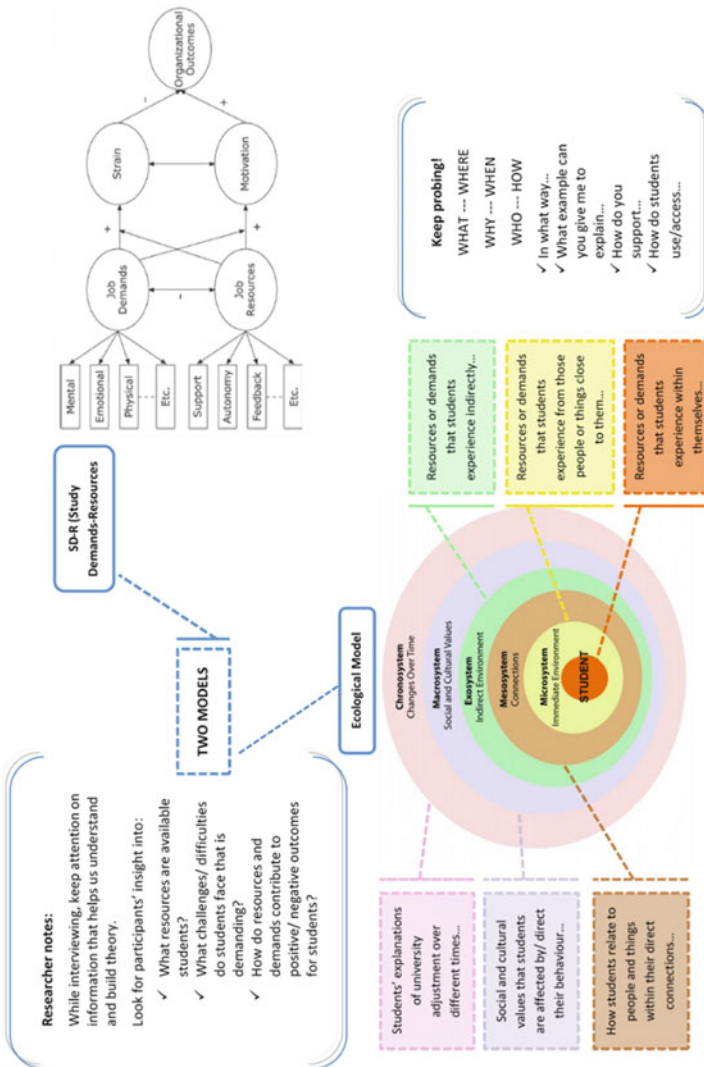 Researcher notes:
While interviewing, keep attention on
information that helps us understand
and build theory.
Look for participants' insight into:
✓ What resources are available
students?
✓ What challenges/ difficulties
do students face that is
demanding?
✓ How do resources and
demands contribute to
positive/ negative outcomes
for students?
TWO MODELS
SD-R (Study
Demands-Resources
Mental
Emotional
Physical
Etc.
Support
Autonomy
Feedback
Etc.
Job
Demands
Job
Resources
Strain
Motivation
Organizational
Outcomes
+
+
−
−
+
Ecological Model
Students' explanations
of university
adjustment over
different times...
Social and cultural
values that students
are affected by/ direct
their behaviour...
How students relate to
people and things
within their direct
connections...
Chronosystem
Changes Over Time
Macrosystem
Social and Cultural Values
Exosystem
Indirect Environment
Mesosystem
Connections
Microsystem
Immediate Environment
STUDENT
Resources or demands
that students
experience indirectly...
Resources or demands
that students
experience from those
people or things close
to them...
Resources or demands
that students
experience within
themselves...
Keep probing!
WHAT --- WHERE
WHY --- WHEN
WHO --- HOW
✓ In what way...
✓ What example can
you give me to
explain...
✓ How do you
support...
✓ How do students
use/access...